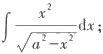 ∫ x²/√(a²−x²) dx ;